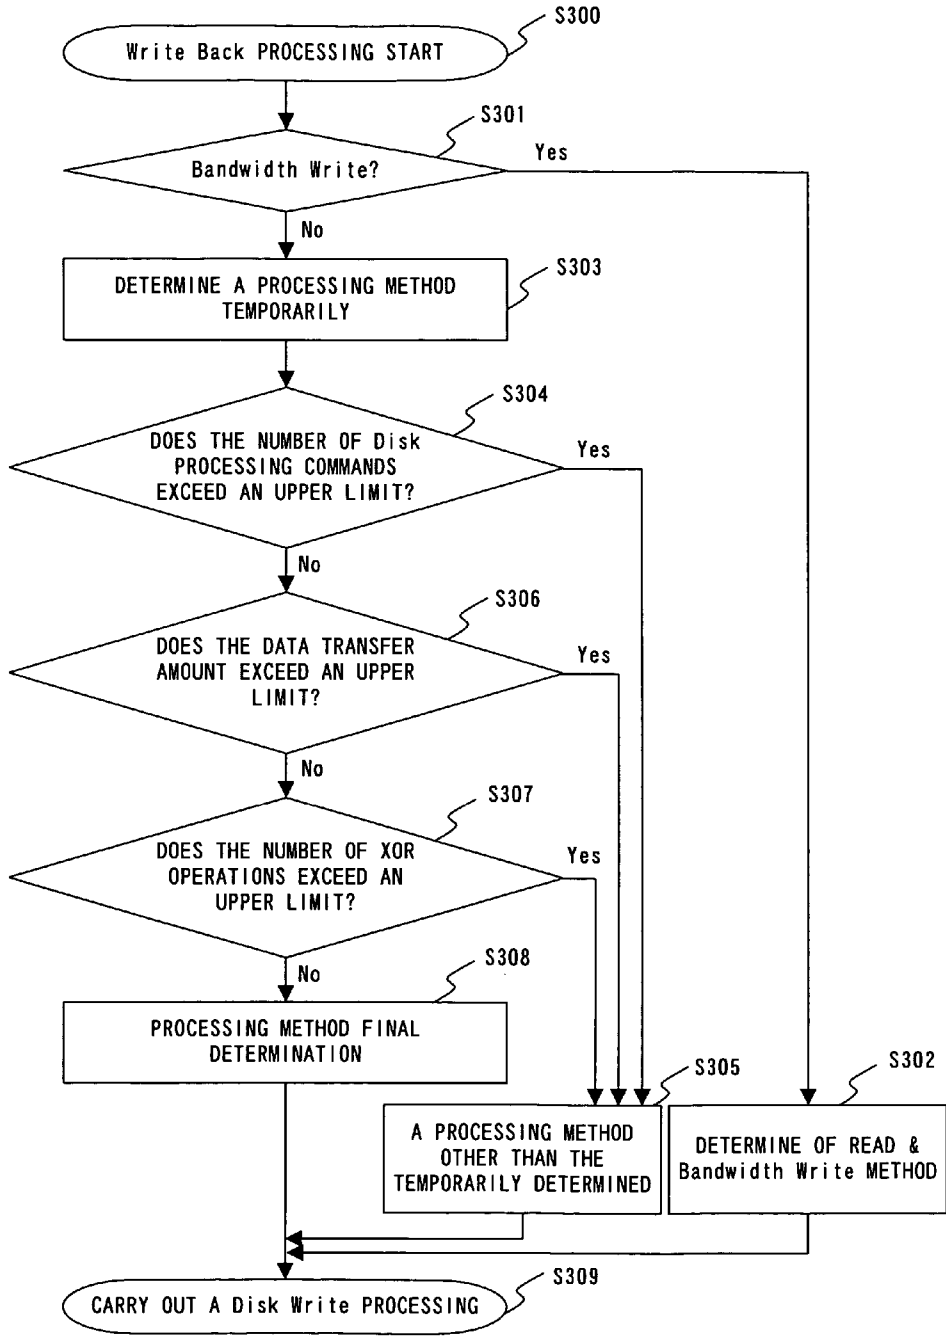 S300
Write Back PROCESSING START
S301
Bandwidth Write?
Yes
No
S303
DETERMINE A PROCESSING METHOD
TEMPORARILY
S304
DOES THE NUMBER OF Disk
PROCESSING COMMANDS
EXCEED AN UPPER LIMIT?
Yes
No
S306
DOES THE DATA TRANSFER
AMOUNT EXCEED AN UPPER
LIMIT?
Yes
No
S307
DOES THE NUMBER OF XOR
OPERATIONS EXCEED AN
UPPER LIMIT?
Yes
No
S308
PROCESSING METHOD FINAL
DETERMINATION
S305
A PROCESSING METHOD
OTHER THAN THE
TEMPORARILY DETERMINED
S302
DETERMINE OF READ &
Bandwidth Write METHOD
S309
CARRY OUT A Disk Write PROCESSING